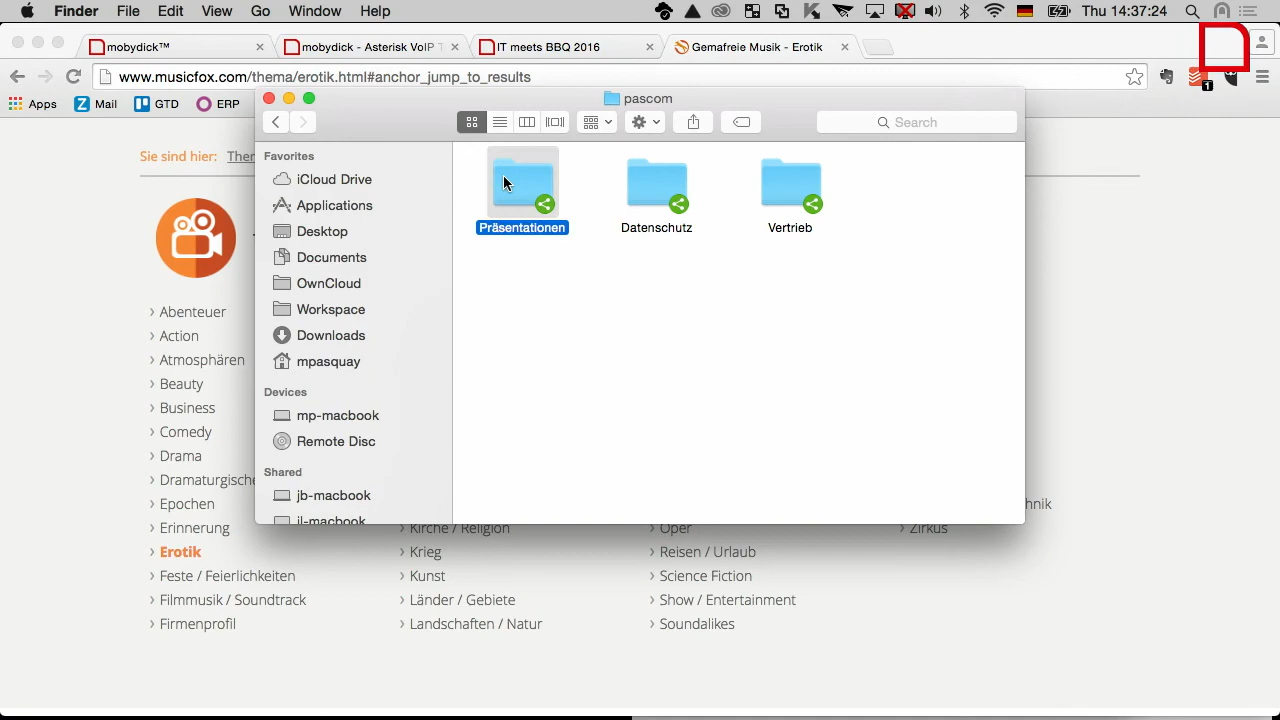 Finder File Edit View Go Window Help Thu 14:37:24
mobydick™ mobydick - Asterisk VoIP IT meets BBQ 2016 Gemafreie Musik - Erotik
www.musicfox.com/thema/erotik.html#anchor_jump_to_results
1
Apps Mail GTD ERP
pascom
Search
Sie sind hier:
Favorites
iCloud Drive
Applications
Desktop
Documents
OwnCloud
Workspace
Downloads
mpasquay
Devices
mp-macbook
Remote Disc
Shared
jb-macbook
Präsentationen Datenschutz Vertrieb
Abenteuer
Action
Atmosphären
Beauty
Business
Comedy
Drama
Epochen
Erinnerung Kirche / Religion Oper Zirkus
Erotik Krieg Reisen / Urlaub
Feste / Feierlichkeiten Kunst Science Fiction
Filmmusik / Soundtrack Länder / Gebiete Show / Entertainment
Firmenprofil Landschaften / Natur Soundalikes